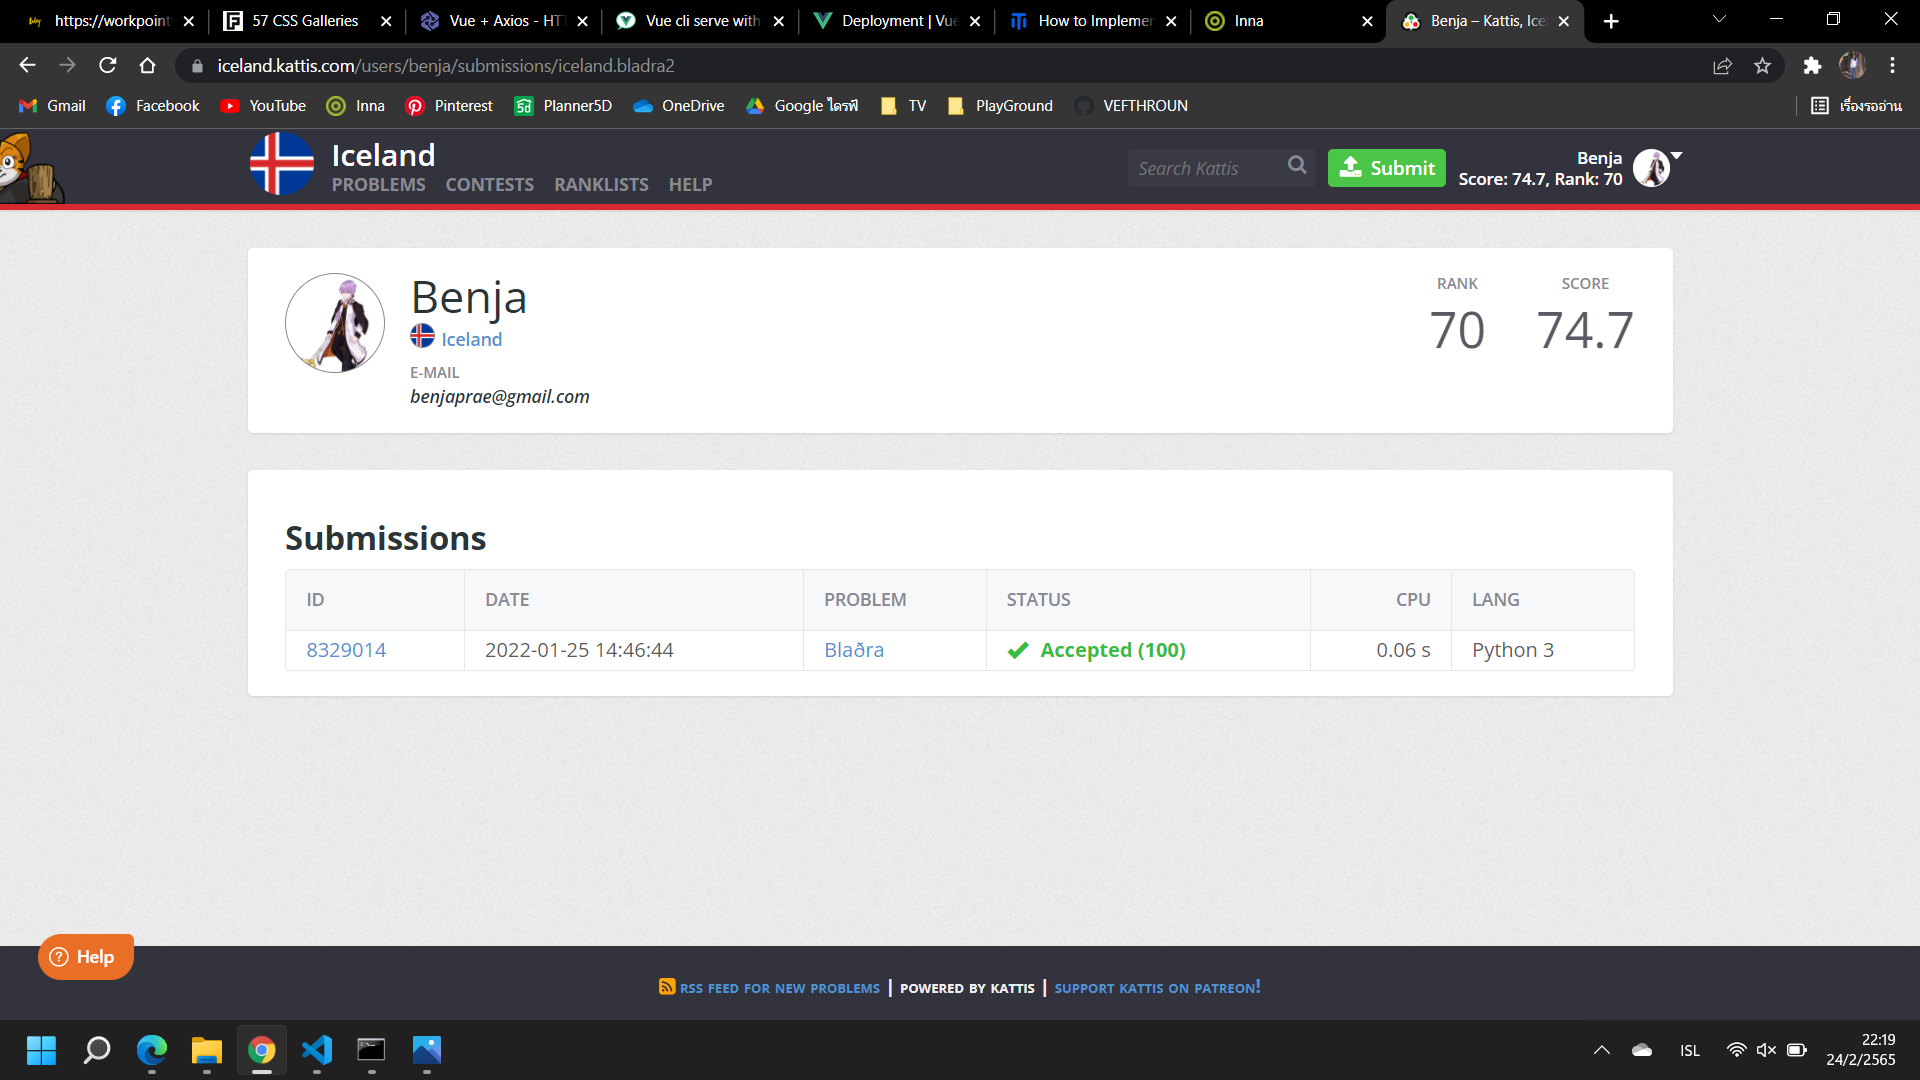 https://workpoint
57 CSS Galleries
Vue + Axios - HT
Vue cli serve with
Deployment | Vue
How to Implemen
Inna
Benja – Kattis, Ice
iceland.kattis.com/users/benja/submissions/iceland.bladra2
Gmail
Facebook
YouTube
Inna
Pinterest
Planner5D
OneDrive
Google ไดรฟ์
TV
PlayGround
VEFTHROUN
เรื่องรออ่าน
Iceland
PROBLEMS CONTESTS RANKLISTS HELP
Search Kattis
Submit
Benja
Score: 74.7, Rank: 70
Benja
Iceland
E-MAIL
benjaprae@gmail.com
RANK
70
SCORE
74.7
Submissions
ID DATE PROBLEM STATUS CPU LANG
8329014 2022-01-25 14:46:44 Blaðra Accepted (100) 0.06 s Python 3
Help
RSS FEED FOR NEW PROBLEMS | POWERED BY KATTIS | SUPPORT KATTIS ON PATREON!
ISL
22:19
24/2/2565